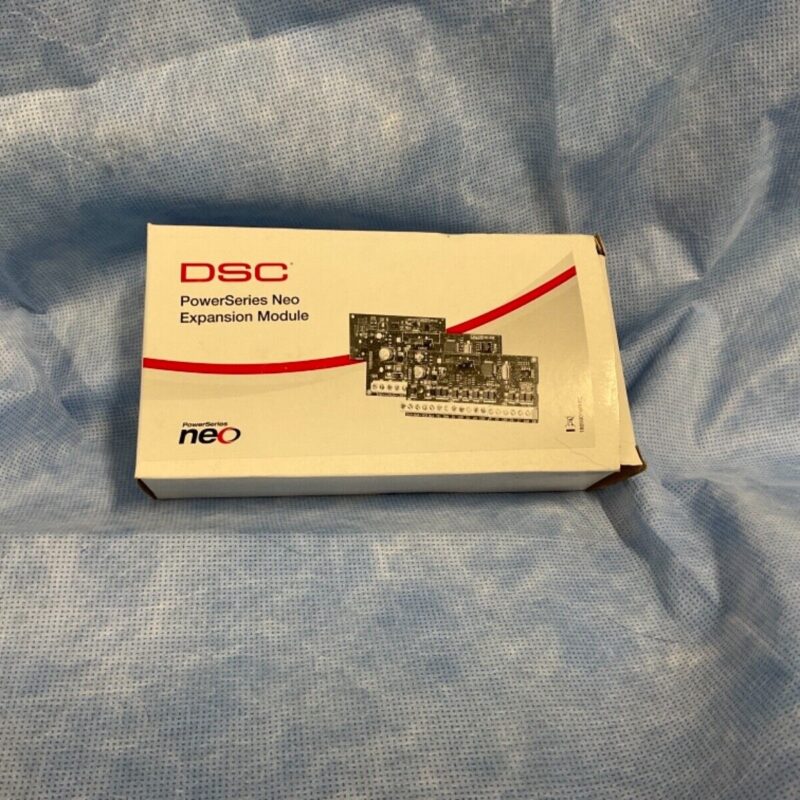 DSC
PowerSeries Neo
Expansion Module
PowerSeries
neo